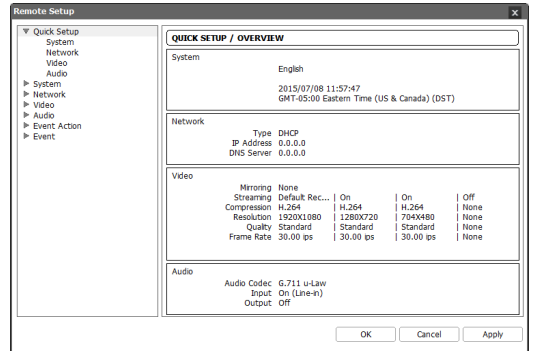 Remote Setup
x
Quick Setup
System
Network
Video
Audio
System
Network
Video
Audio
Event Action
Event
QUICK SETUP / OVERVIEW
System
English
2015/07/08 11:57:47
GMT-05:00 Eastern Time (US & Canada) (DST)
Network
Type DHCP
IP Address 0.0.0.0
DNS Server 0.0.0.0
Video
Mirroring None
Streaming Default Rec... | On | On | Off
Compression H.264 | H.264 | H.264 | None
Resolution 1920X1080 | 1280X720 | 704X480 | None
Quality Standard | Standard | Standard | None
Frame Rate 30.00 ips | 30.00 ips | 30.00 ips | None
Audio
Audio Codec G.711 u-Law
Input On (Line-in)
Output Off
OK Cancel Apply